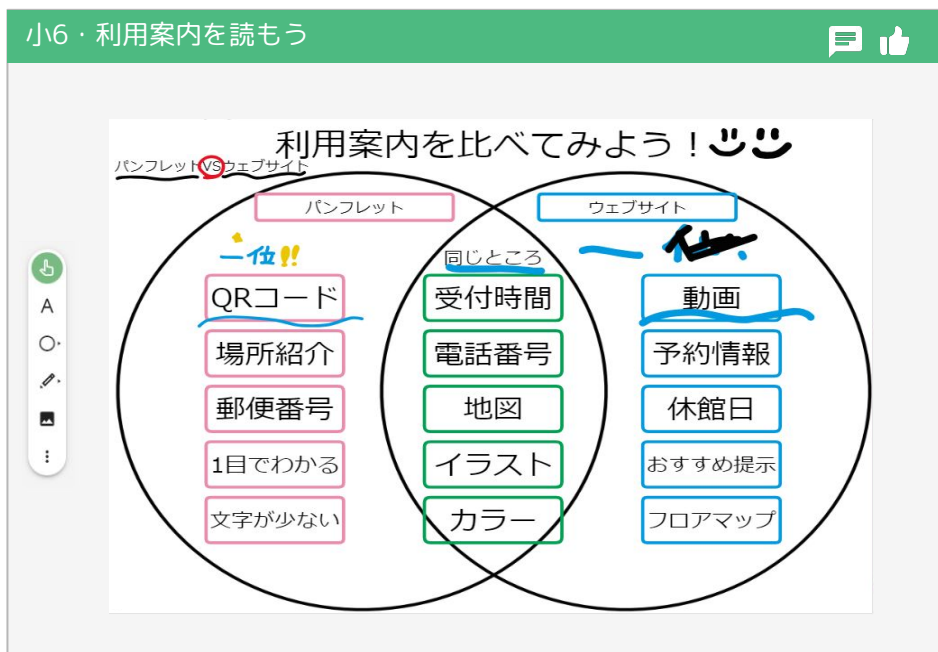 小6・利用案内を読もう
利用案内を比べてみよう！
パンフレットVSウェブサイト
パンフレット
一位!!
QRコード
場所紹介
郵便番号
1目でわかる
文字が少ない
同じところ
受付時間
電話番号
地図
イラスト
カラー
ウェブサイト
動画
予約情報
休館日
おすすめ提示
フロアマップ
A